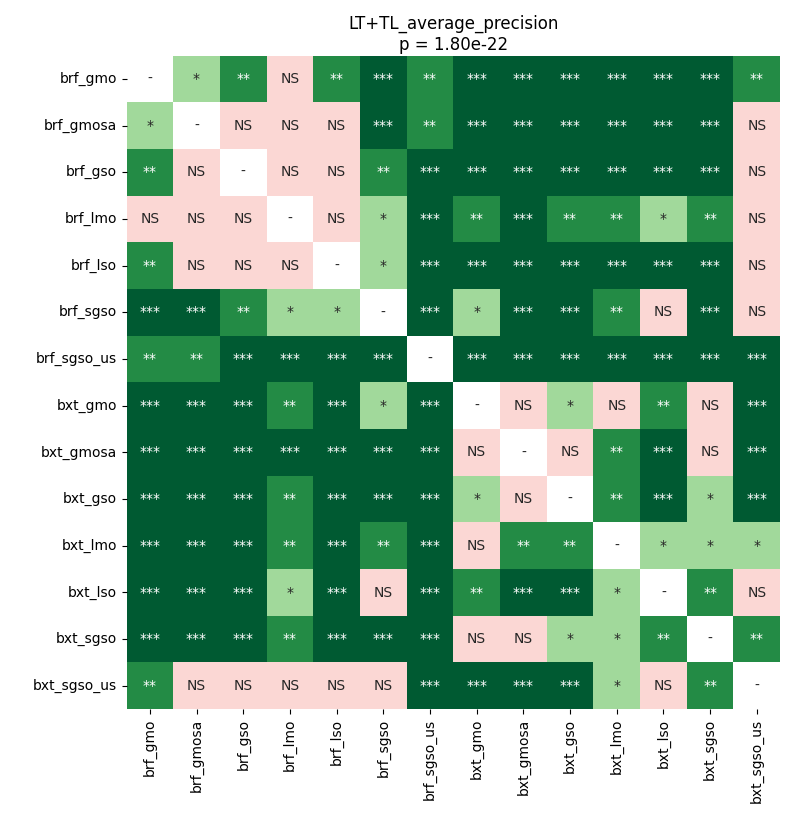 LT+TL_average_precision
p = 1.80e-22
brf_gmo - * ** NS ** *** ** *** *** *** *** *** *** **
brf_gmosa * - NS NS NS *** ** *** *** *** *** *** *** NS
brf_gso ** NS - NS NS ** *** *** *** *** *** *** *** NS
brf_lmo NS NS NS - NS * *** ** *** ** ** * ** NS
brf_lso ** NS NS NS - * *** *** *** *** *** *** *** NS
brf_sgso *** *** ** * * - *** * *** *** ** NS *** NS
brf_sgso_us ** ** *** *** *** *** - *** *** *** *** *** *** ***
bxt_gmo *** *** *** ** *** * *** - NS * NS ** NS ***
bxt_gmosa *** *** *** *** *** *** *** NS - NS ** *** NS ***
bxt_gso *** *** *** ** *** *** *** * NS - ** *** * ***
bxt_lmo *** *** *** ** *** ** *** NS ** ** - * * *
bxt_lso *** *** *** * *** NS *** ** *** *** * - ** NS
bxt_sgso *** *** *** ** *** *** *** NS NS * * ** - **
bxt_sgso_us ** NS NS NS NS NS *** *** *** *** * NS ** -
brf_gmo brf_gmosa brf_gso brf_lmo brf_lso brf_sgso brf_sgso_us bxt_gmo bxt_gmosa bxt_gso bxt_lmo bxt_lso bxt_sgso bxt_sgso_us